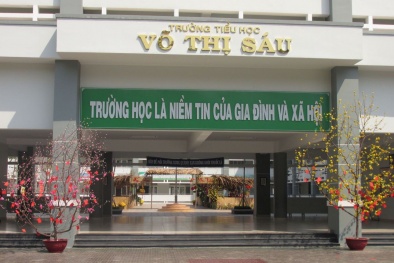 TRƯỜNG TIỂU HỌC
VÕ THỊ SÁU
TRƯỜNG HỌC LÀ NIỀM TIN CỦA GIA ĐÌNH VÀ XÃ HỘI